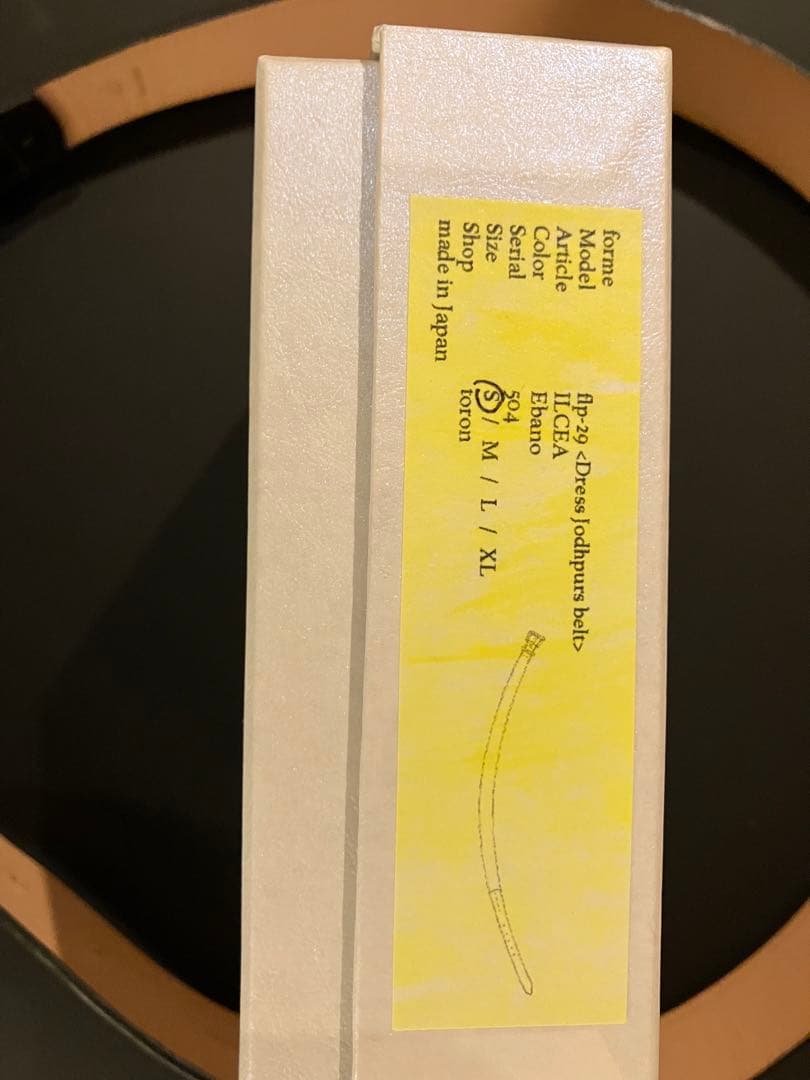 forme
Model flp-29 <Dress Jodhpurs belt>
Article ILCEA
Color Ebano
Serial 504
Size S / M / L / XL
Shop toron
made in Japan